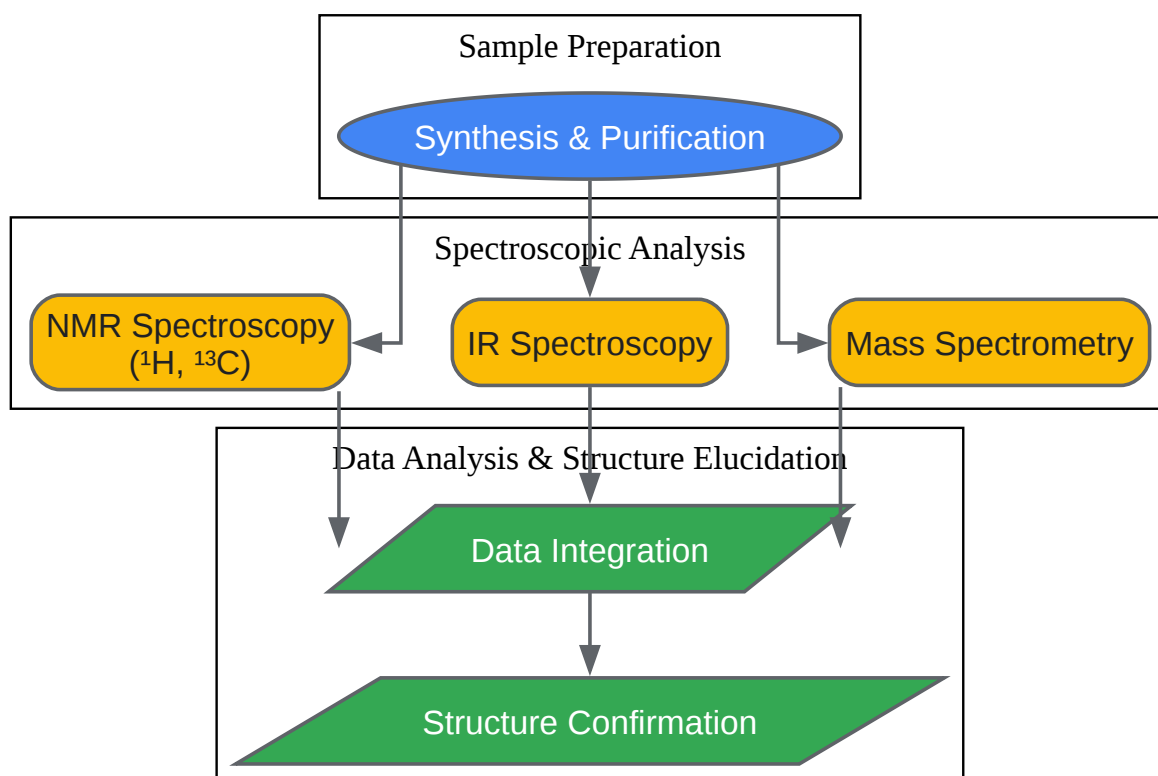 Sample Preparation
Synthesis & Purification
Spectroscopic Analysis
NMR Spectroscopy
(¹H, ¹³C)
IR Spectroscopy
Mass Spectrometry
Data Analysis & Structure Elucidation
Data Integration
Structure Confirmation